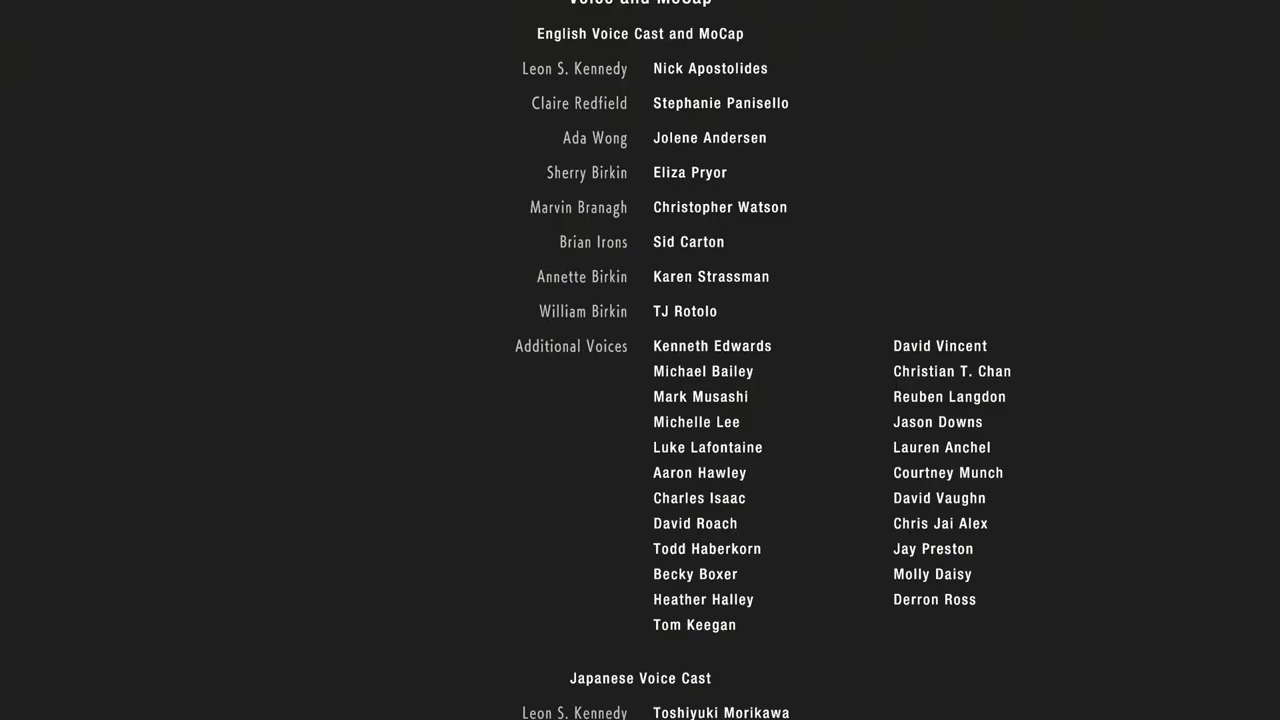 Voice and MoCap
English Voice Cast and MoCap
Leon S. Kennedy Nick Apostolides
Claire Redfield Stephanie Panisello
Ada Wong Jolene Andersen
Sherry Birkin Eliza Pryor
Marvin Branagh Christopher Watson
Brian Irons Sid Carton
Annette Birkin Karen Strassman
William Birkin TJ Rotolo
Additional Voices Kenneth Edwards David Vincent
Michael Bailey Christian T. Chan
Mark Musashi Reuben Langdon
Michelle Lee Jason Downs
Luke Lafontaine Lauren Anchel
Aaron Hawley Courtney Munch
Charles Isaac David Vaughn
David Roach Chris Jai Alex
Todd Haberkorn Jay Preston
Becky Boxer Molly Daisy
Heather Halley Derron Ross
Tom Keegan
Japanese Voice Cast
Leon S. Kennedy Toshiyuki Morikawa